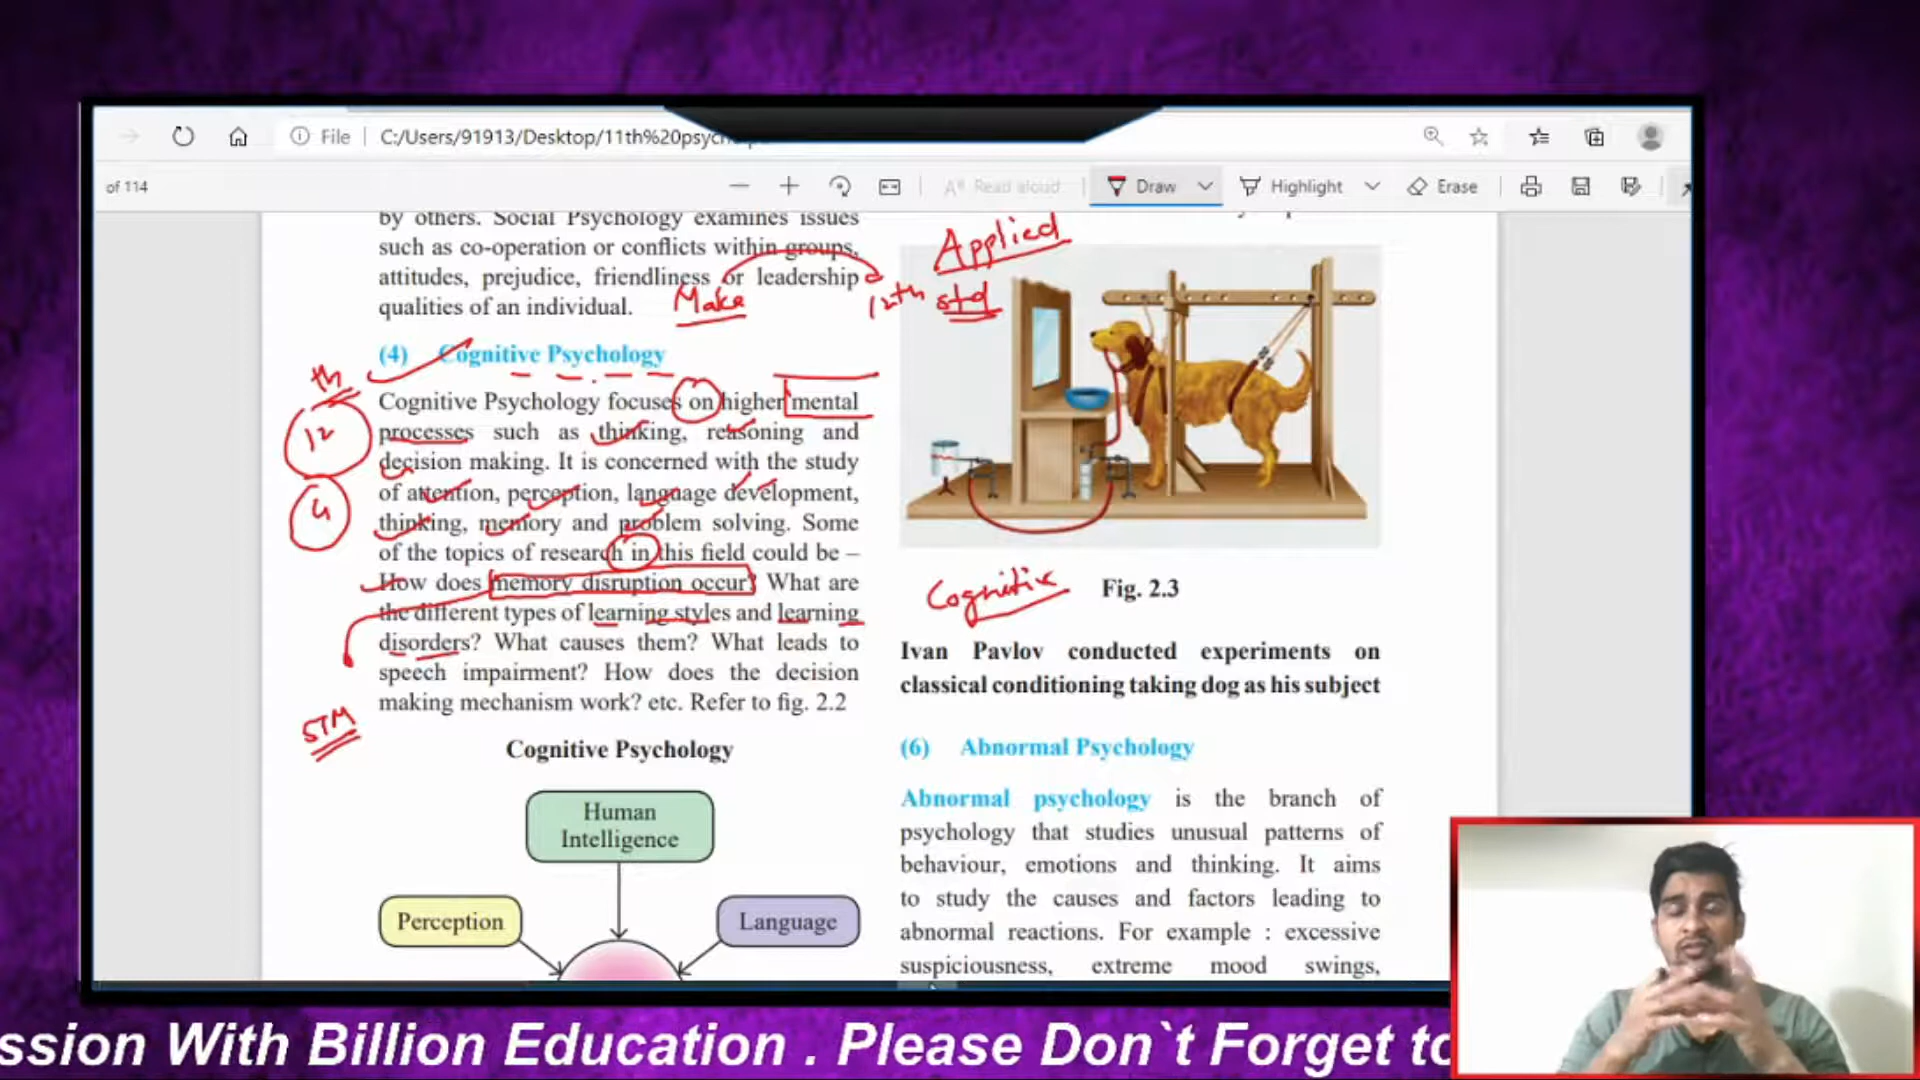 File
C:/Users/91913/Desktop/11th%20psych
of 114
Read aloud
Draw
Highlight
Erase
by others. Social Psychology examines issues
such as co-operation or conflicts within groups,
attitudes, prejudice, friendliness or leadership
qualities of an individual.
Make
12th std
Applied
(4) Cognitive Psychology
th
12
4
Cognitive Psychology focuses on higher mental
processes such as thinking, reasoning and
decision making. It is concerned with the study
of attention, perception, language development,
thinking, memory and problem solving. Some
of the topics of research in this field could be –
How does memory disruption occur? What are
the different types of learning styles and learning
disorders? What causes them? What leads to
speech impairment? How does the decision
making mechanism work? etc. Refer to fig. 2.2
STM
Cognitive Psychology
Human
Intelligence
Perception
Language
Cognitive
Fig. 2.3
Ivan Pavlov conducted experiments on
classical conditioning taking dog as his subject
(6) Abnormal Psychology
Abnormal psychology is the branch of
psychology that studies unusual patterns of
behaviour, emotions and thinking. It aims
to study the causes and factors leading to
abnormal reactions. For example : excessive
suspiciousness, extreme mood swings,
ssion With Billion Education . Please Don`t Forget to